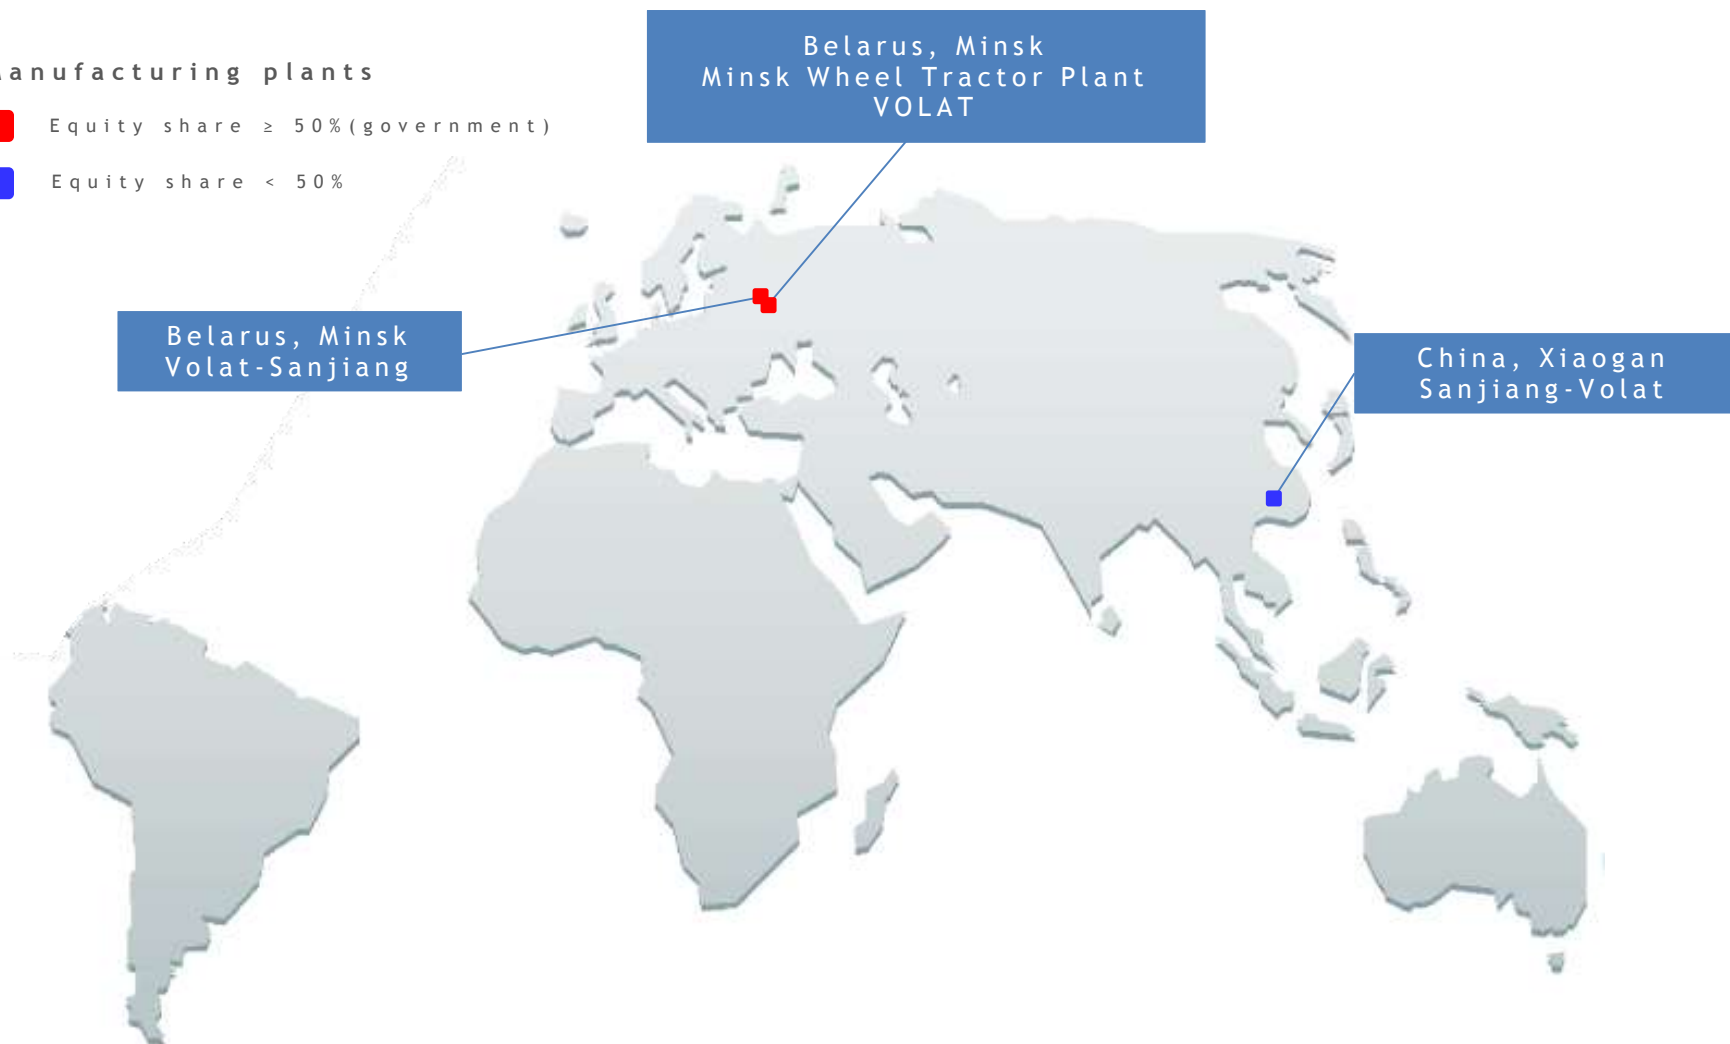 Manufacturing plants
Equity share ≥ 50%(government)
Equity share < 50%
Belarus, Minsk
Minsk Wheel Tractor Plant
VOLAT
Belarus, Minsk
Volat-Sanjiang
China, Xiaogan
Sanjiang-Volat